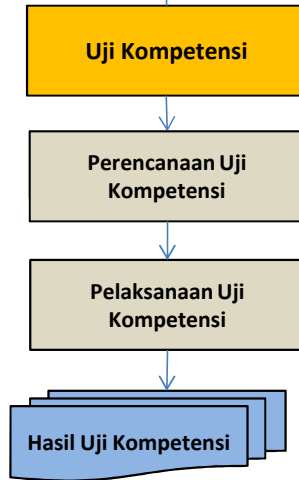 Uji Kompetensi
Perencanaan Uji
Kompetensi
Pelaksanaan Uji
Kompetensi
Hasil Uji Kompetensi